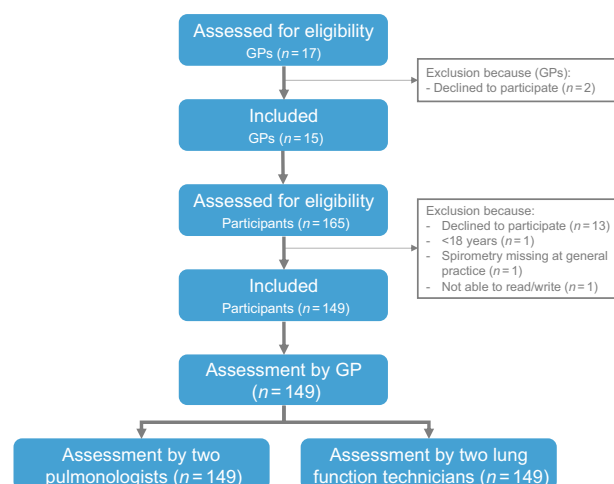 Assessed for eligibility
GPs (n=17)
Exclusion because (GPs):
- Declined to participate (n=2)
Included
GPs (n=15)
Assessed for eligibility
Participants (n=165)
Exclusion because:
- Declined to participate (n=13)
- <18 years (n=1)
- Spirometry missing at general
practice (n=1)
- Not able to read/write (n=1)
Included
Participants (n=149)
Assessment by GP
(n=149)
Assessment by two
pulmonologists (n=149)
Assessment by two lung
function technicians (n=149)